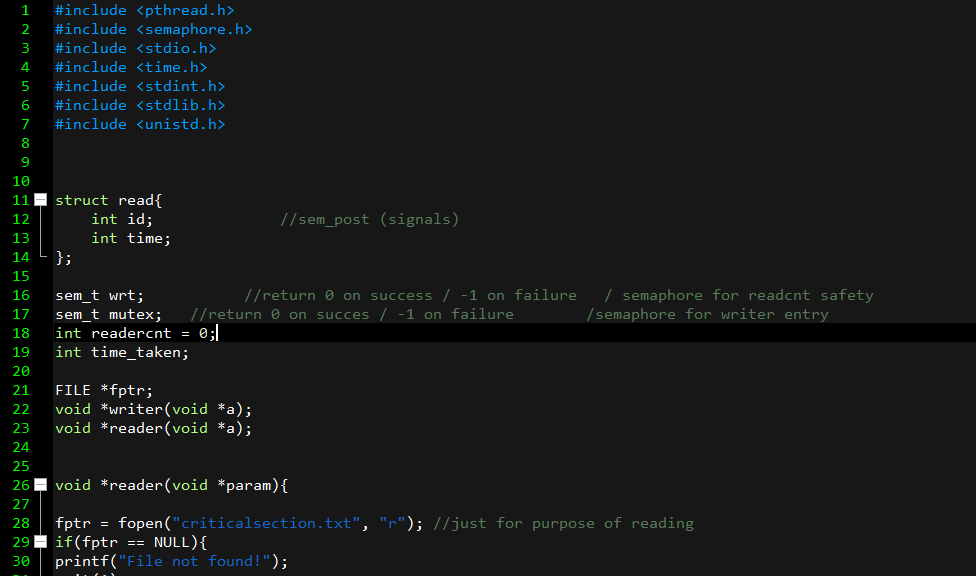 1 #include <pthread.h>
2 #include <semaphore.h>
3 #include <stdio.h>
4 #include <time.h>
5 #include <stdint.h>
6 #include <stdlib.h>
7 #include <unistd.h>
8
9
10
11 struct read{
12 int id; //sem_post (signals)
13 int time;
14 };
15
16 sem_t wrt; //return 0 on success / -1 on failure / semaphore for readcnt safety
17 sem_t mutex; //return 0 on succes / -1 on failure /semaphore for writer entry
18 int readercnt = 0;
19 int time_taken;
20
21 FILE *fptr;
22 void *writer(void *a);
23 void *reader(void *a);
24
25
26 void *reader(void *param){
27
28 fptr = fopen("criticalsection.txt", "r"); //just for purpose of reading
29 if(fptr == NULL){
30 printf("File not found!");